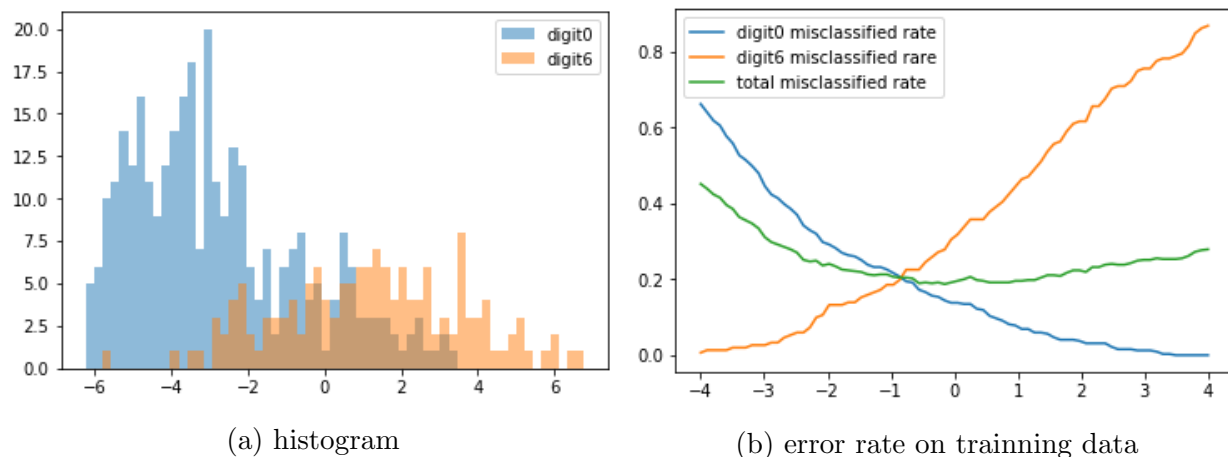 20.0
17.5
15.0
12.5
10.0
7.5
5.0
2.5
0.0
−6 −4 −2 0 2 4 6
digit0
digit6
(a) histogram
0.8
0.6
0.4
0.2
0.0
−4 −3 −2 −1 0 1 2 3 4
digit0 misclassified rate
digit6 misclassified rare
total misclassified rate
(b) error rate on trainning data